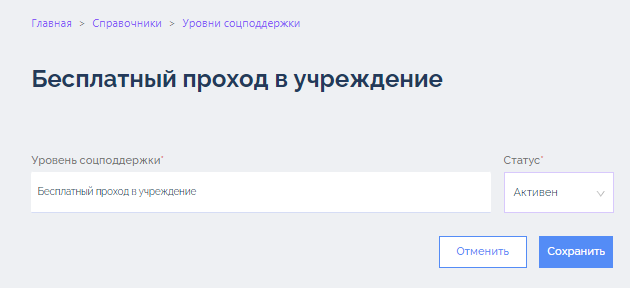 Главная > Справочники > Уровни соцподдержки
Бесплатный проход в учреждение
Уровень соцподдержки* Статус*
Бесплатный проход в учреждение Активен
Отменить Сохранить